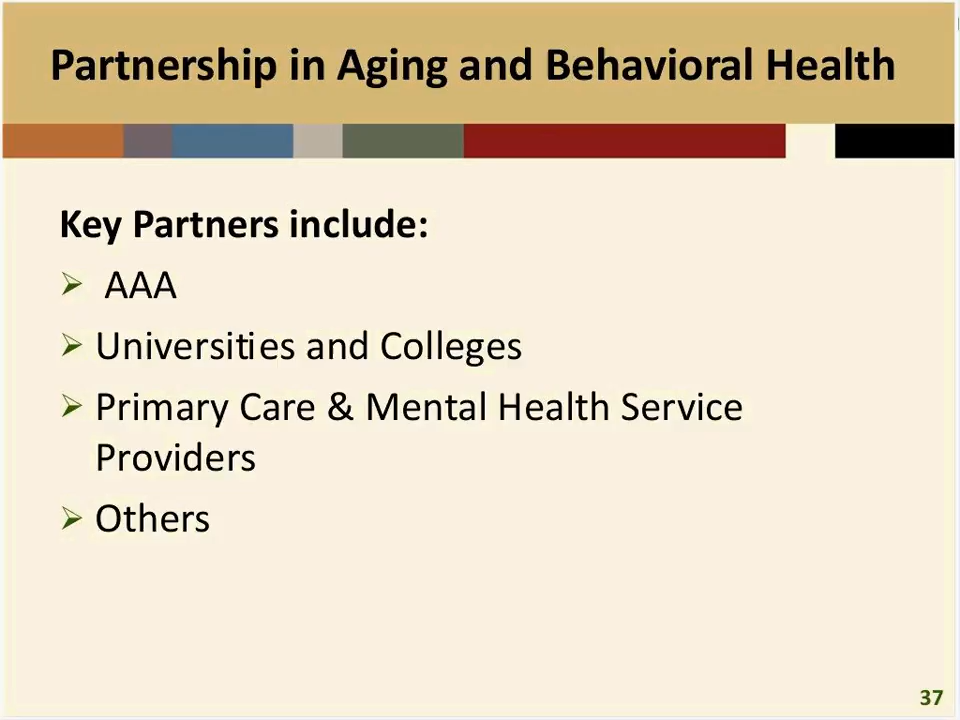 Partnership in Aging and Behavioral Health
Key Partners include:
AAA
Universities and Colleges
Primary Care & Mental Health Service
Providers
Others
37